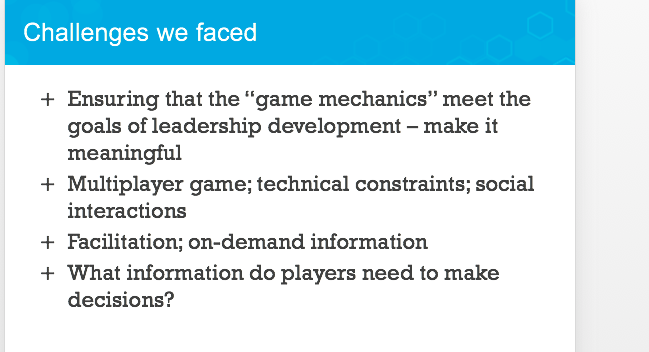 Challenges we faced
+ Ensuring that the “game mechanics” meet the
goals of leadership development – make it
meaningful
+ Multiplayer game; technical constraints; social
interactions
+ Facilitation; on-demand information
+ What information do players need to make
decisions?